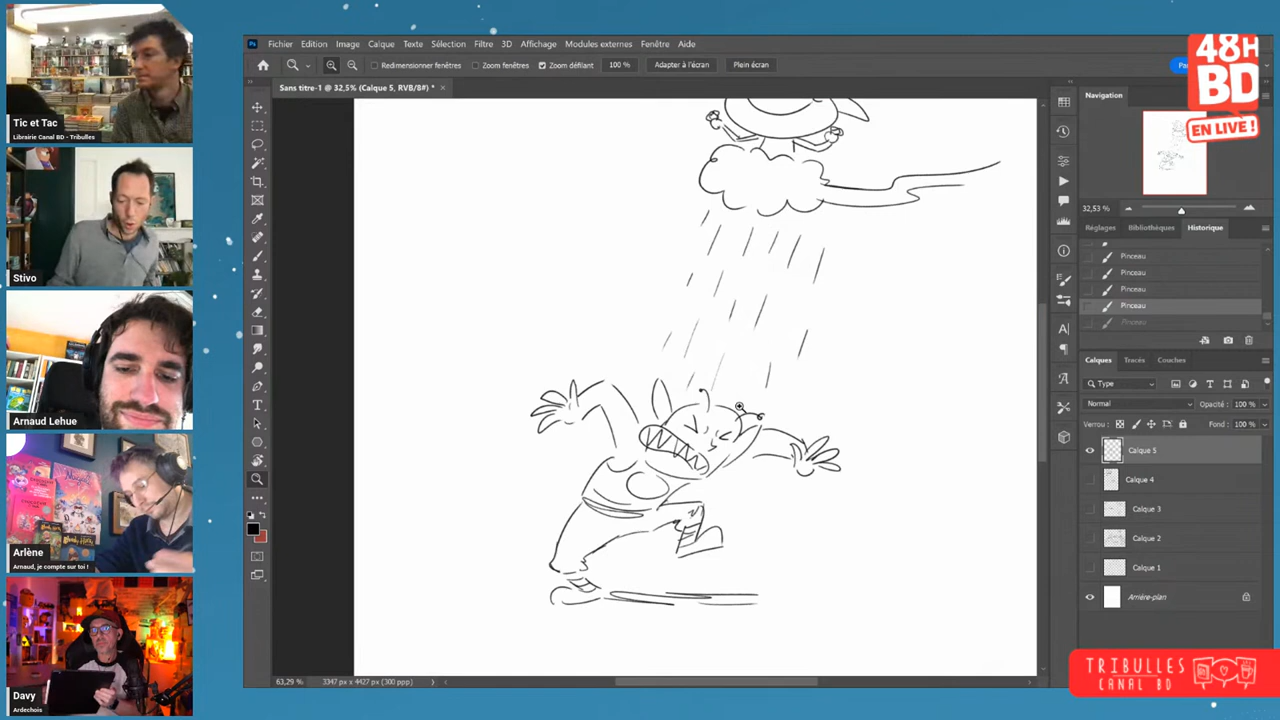 Tic et Tac
Librairie Canal BD - Tribulles
Stivo
Arnaud Lehue
Arlène
Arnaud, je compte sur toi !
Davy
Ardechois
Ps Fichier Edition Image Calque Texte Sélection Filtre 3D Affichage Modules externes Fenêtre Aide
Redimensionner fenêtres Zoom fenêtres Zoom défilant 100 % Adapter à l'écran Plein écran
Sans titre-1 @ 32,5% (Calque 5, RVB/8#) * ×
48H
BD
EN LIVE !
Navigation
32,53 %
Réglages Bibliothèques Historique
Pinceau
Pinceau
Pinceau
Pinceau
Pinceau
Calques Tracés Couches
Type
Normal Opacité : 100 %
Verrou : Fond : 100 %
Calque 5
Calque 4
Calque 3
Calque 2
Calque 1
Arrière-plan
63,29 % 3347 px x 4427 px (300 ppp)
TRIBULLES
CANAL BD